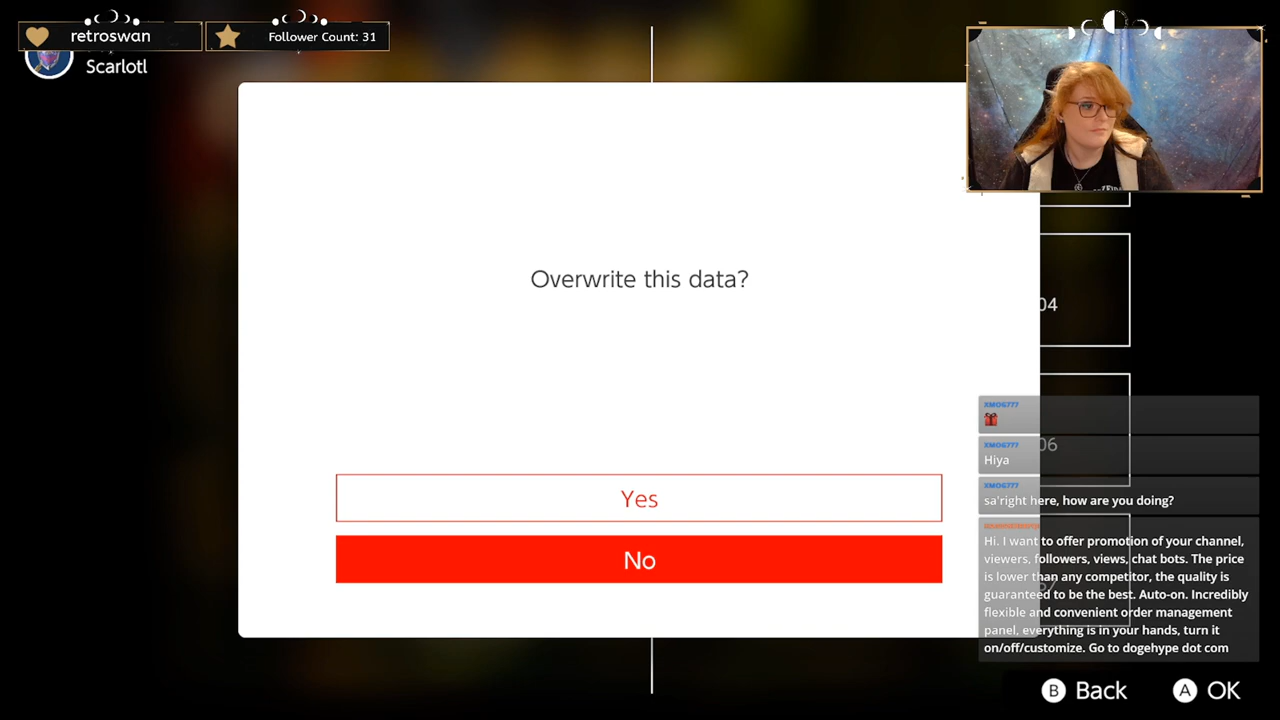 retroswan
Follower Count: 31
Scarlotl
Overwrite this data?
Yes
No
04
06
XMOG777
XMOG777
Hiya
XMOG777
sa'right here, how are you doing?
Hi. I want to offer promotion of your channel,
viewers, followers, views, chat bots. The price
is lower than any competitor, the quality is
guaranteed to be the best. Auto-on. Incredibly
flexible and convenient order management
panel, everything is in your hands, turn it
on/off/customize. Go to dogehype dot com
B Back
A OK